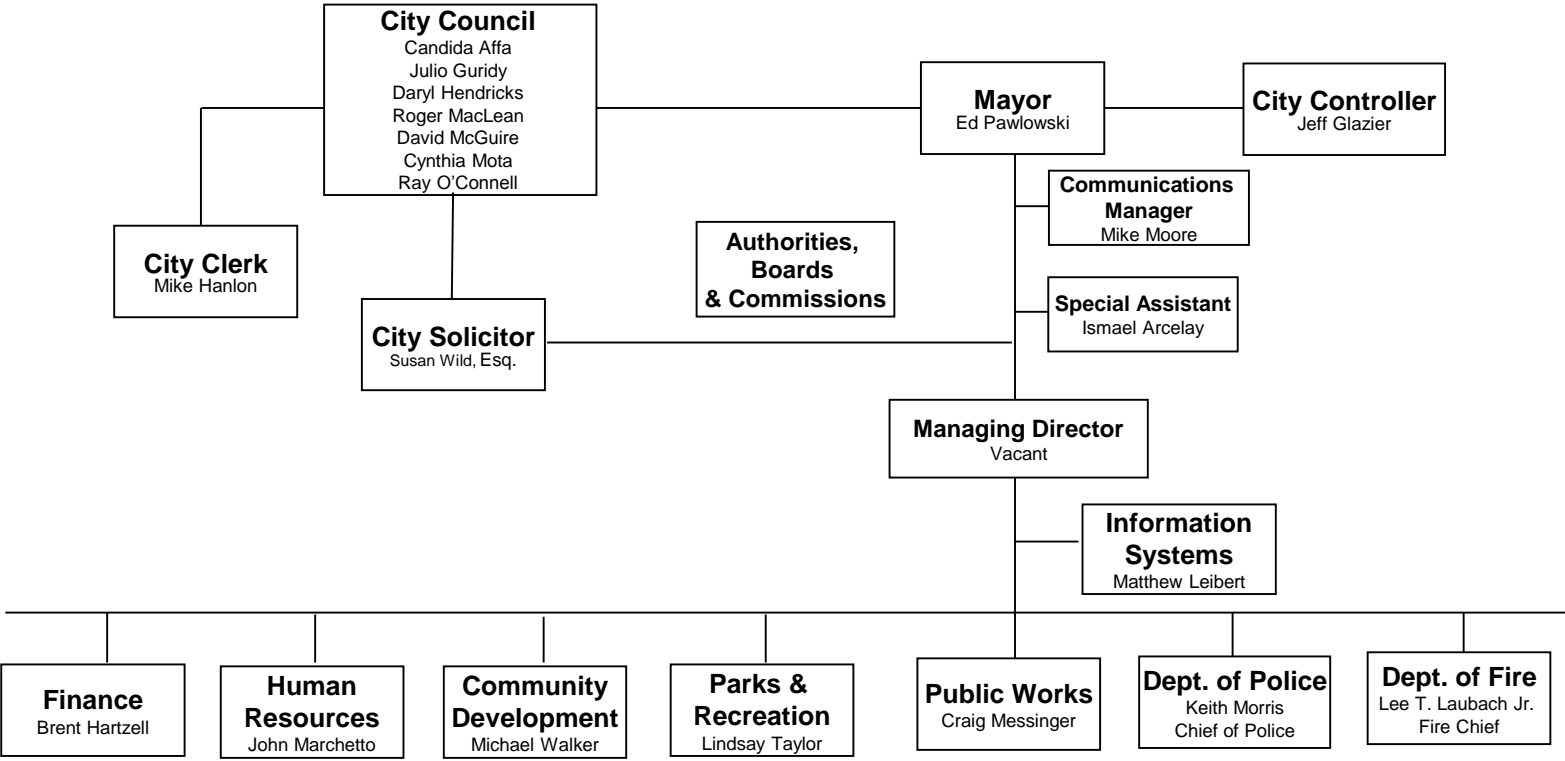 City Council
Candida Affa
Julio Guridy
Daryl Hendricks
Roger MacLean
David McGuire
Cynthia Mota
Ray O’Connell
Mayor
Ed Pawlowski
City Controller
Jeff Glazier
Communications
Manager
Mike Moore
City Clerk
Mike Hanlon
Authorities,
Boards
& Commissions
Special Assistant
Ismael Arcelay
City Solicitor
Susan Wild, Esq.
Managing Director
Vacant
Information
Systems
Matthew Leibert
Finance
Brent Hartzell
Human
Resources
John Marchetto
Community
Development
Michael Walker
Parks &
Recreation
Lindsay Taylor
Public Works
Craig Messinger
Dept. of Police
Keith Morris
Chief of Police
Dept. of Fire
Lee T. Laubach Jr.
Fire Chief